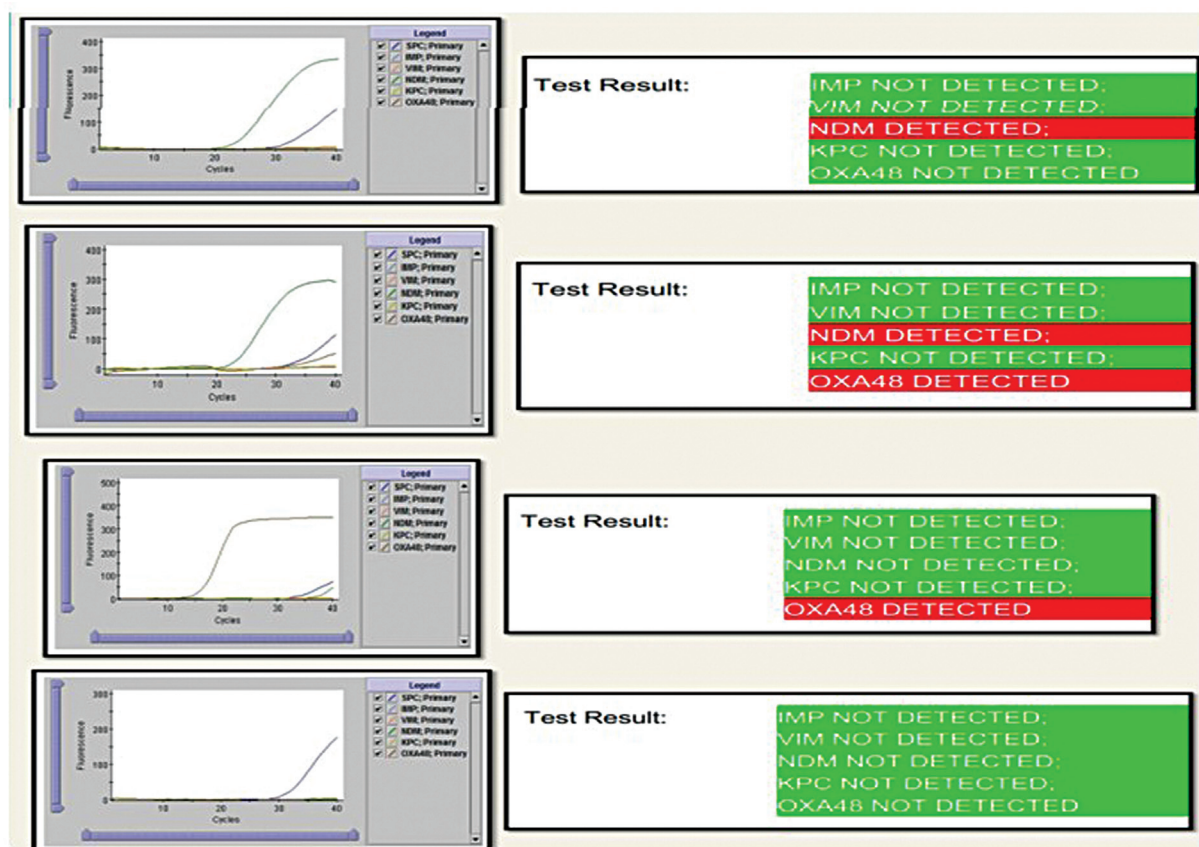 Legend
SPC; Primary
IMP; Primary
VIM; Primary
NDM; Primary
KPC; Primary
OXA48; Primary
400
300
200
100
0
10
20
30
40
Fluorescence
Cycles
Test Result:
IMP NOT DETECTED;
VIM NOT DETECTED;
NDM DETECTED;
KPC NOT DETECTED;
OXA48 NOT DETECTED
Legend
SPC; Primary
IMP; Primary
VIM; Primary
NDM; Primary
KPC; Primary
OXA48; Primary
400
300
200
100
0
10
20
30
40
Fluorescence
Cycles
Test Result:
IMP NOT DETECTED;
VIM NOT DETECTED;
NDM DETECTED;
KPC NOT DETECTED;
OXA48 DETECTED
Legend
SPC; Primary
IMP; Primary
VIM; Primary
NDM; Primary
KPC; Primary
OXA48; Primary
500
400
300
200
100
0
10
20
30
40
Fluorescence
Cycles
Test Result:
IMP NOT DETECTED;
VIM NOT DETECTED;
NDM NOT DETECTED;
KPC NOT DETECTED;
OXA48 DETECTED
Legend
SPC; Primary
IMP; Primary
VIM; Primary
NDM; Primary
KPC; Primary
OXA48; Primary
300
200
100
0
10
20
30
40
Fluorescence
Cycles
Test Result:
IMP NOT DETECTED;
VIM NOT DETECTED;
NDM NOT DETECTED;
KPC NOT DETECTED;
OXA48 NOT DETECTED